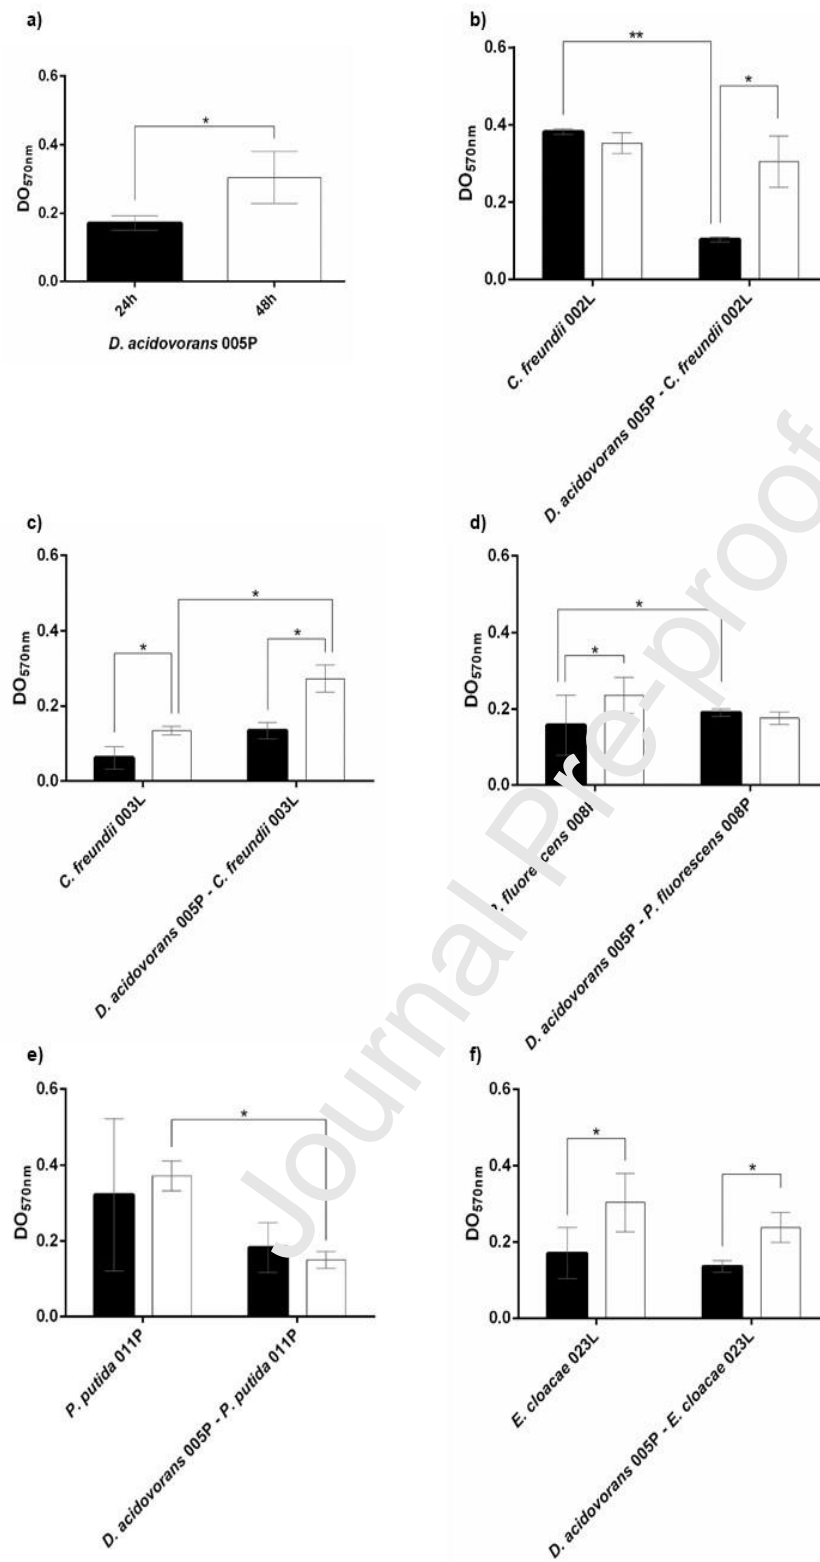 a)
0.6
0.4
0.2
0.0
DO570nm
*
24h
48h
D. acidovorans 005P
b)
0.6
0.4
0.2
0.0
DO570nm
**
*
C. freundii 002L
D. acidovorans 005P - C. freundii 002L
c)
0.6
0.4
0.2
0.0
DO570nm
*
*
*
C. freundii 003L
D. acidovorans 005P - C. freundii 003L
d)
0.6
0.4
0.2
0.0
DO570nm
*
*
fluorescens
D. acidovorans 005P - P. fluorescens 008P
e)
0.6
0.4
0.2
0.0
DO570nm
*
P. putida 011P
D. acidovorans 005P - P. putida 011P
f)
0.6
0.4
0.2
0.0
DO570nm
*
*
E. cloacae 023L
D. acidovorans 005P - E. cloacae 023L
Journal Pre-proof